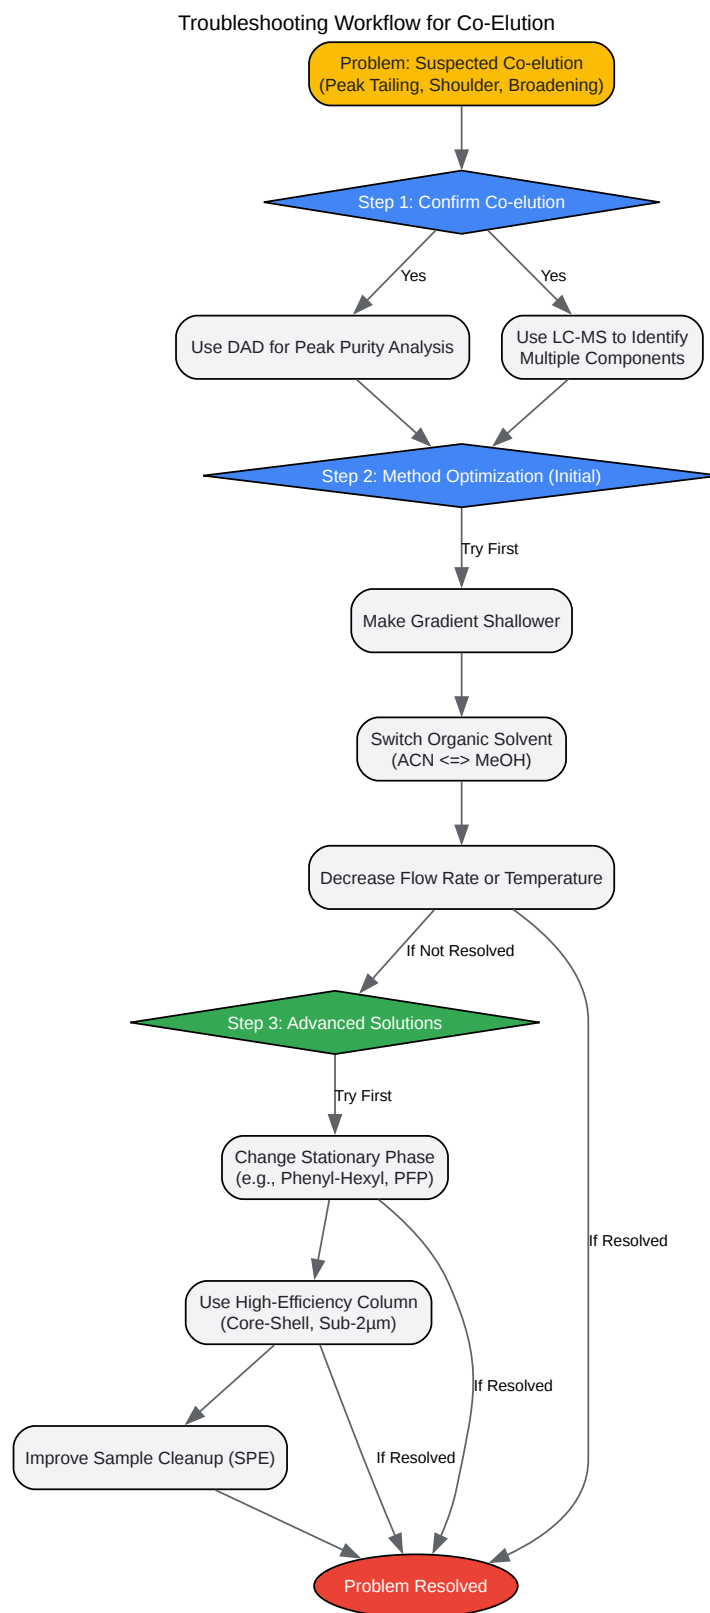 Troubleshooting Workflow for Co-Elution
Problem: Suspected Co-elution
(Peak Tailing, Shoulder, Broadening)
Step 1: Confirm Co-elution
Yes
Yes
Use DAD for Peak Purity Analysis
Use LC-MS to Identify
Multiple Components
Step 2: Method Optimization (Initial)
Try First
Make Gradient Shallower
Switch Organic Solvent
(ACN <=> MeOH)
Decrease Flow Rate or Temperature
If Not Resolved
Step 3: Advanced Solutions
Try First
Change Stationary Phase
(e.g., Phenyl-Hexyl, PFP)
If Resolved
Use High-Efficiency Column
(Core-Shell, Sub-2µm)
If Resolved
Improve Sample Cleanup (SPE)
If Resolved
Problem Resolved